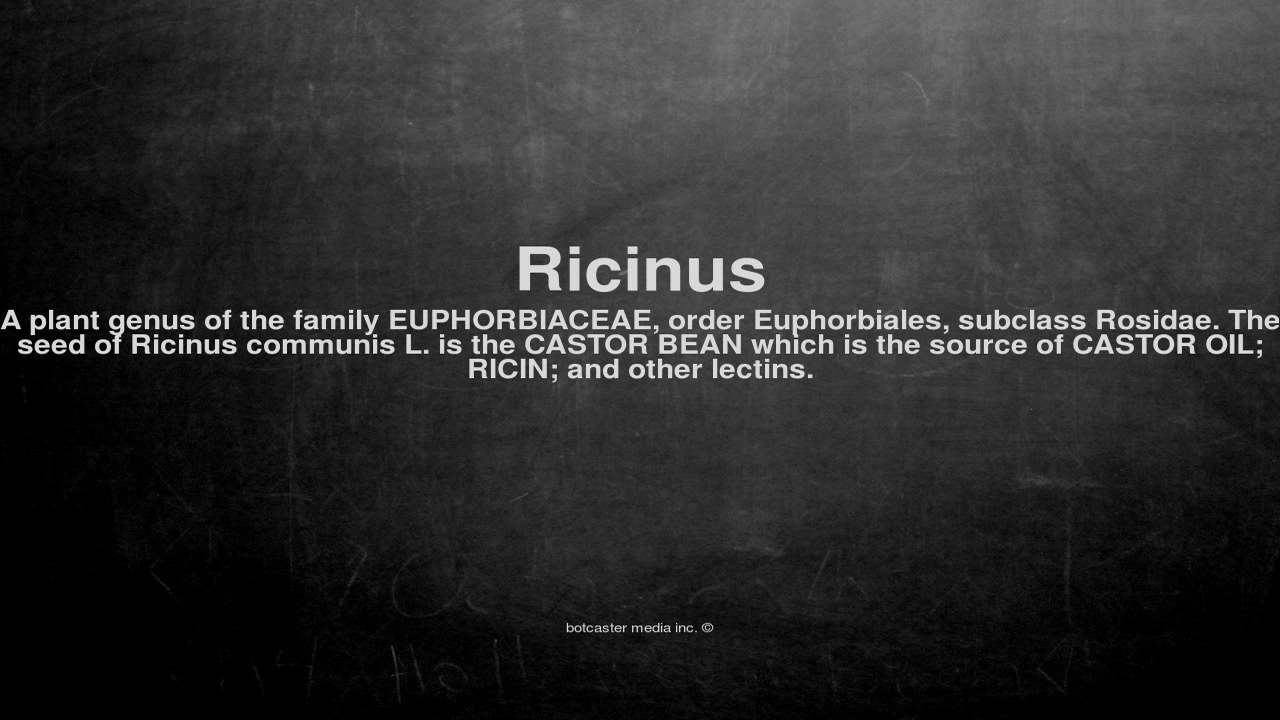 Ricinus
A plant genus of the family EUPHORBIACEAE, order Euphorbiales, subclass Rosidae. The
seed of Ricinus communis L. is the CASTOR BEAN which is the source of CASTOR OIL;
RICIN; and other lectins.
botcaster media inc. ©